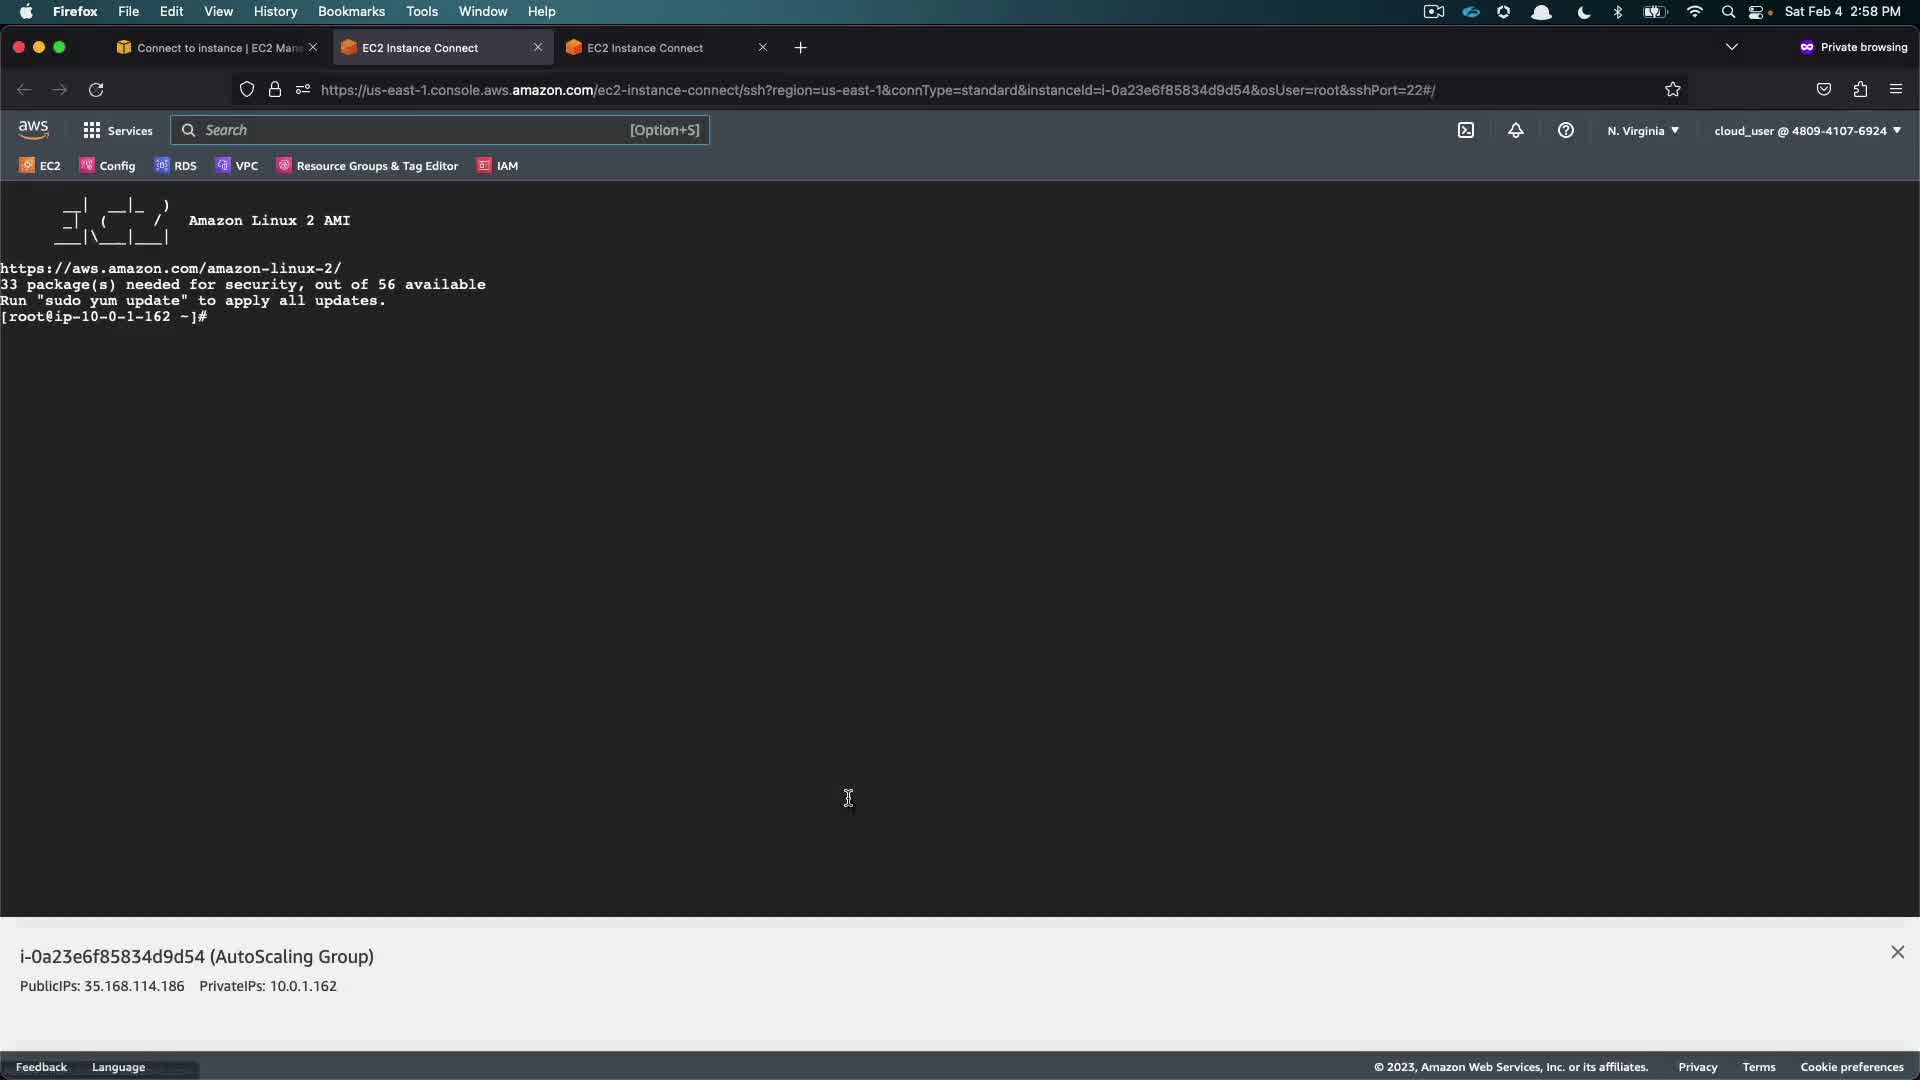 Firefox File Edit View History Bookmarks Tools Window Help Sat Feb 4 2:58 PM
Connect to instance | EC2 Mana EC2 Instance Connect EC2 Instance Connect Private browsing
https://us-east-1.console.aws.amazon.com/ec2-instance-connect/ssh?region=us-east-1&connType=standard&instanceId=i-0a23e6f85834d9d54&osUser=root&sshPort=22#/
aws Services Search [Option+S] N. Virginia cloud_user @ 4809-4107-6924
EC2 Config RDS VPC Resource Groups & Tag Editor IAM
Amazon Linux 2 AMI
https://aws.amazon.com/amazon-linux-2/
33 package(s) needed for security, out of 56 available
Run "sudo yum update" to apply all updates.
[root@ip-10-0-1-162 ~]#
i-0a23e6f85834d9d54 (AutoScaling Group)
PublicIPs: 35.168.114.186 PrivateIPs: 10.0.1.162
Feedback Language © 2023, Amazon Web Services, Inc. or its affiliates. Privacy Terms Cookie preferences